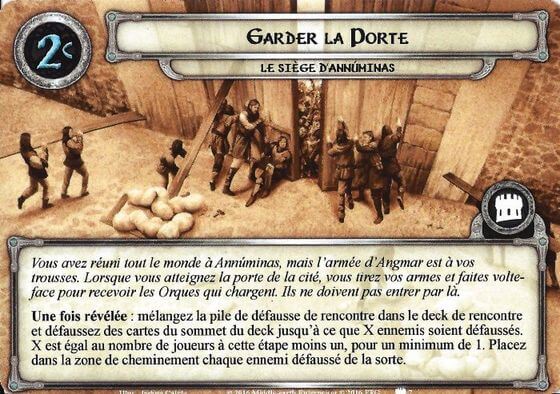 2C
GARDER LA PORTE
LE SIÈGE D'ANNÚMINAS
Vous avez réuni tout le monde à Annúminas, mais l'armée d'Angmar est à vos
trousses. Lorsque vous atteignez la porte de la cité, vous tirez vos armes et faites volte-
face pour recevoir les Orques qui chargent. Ils ne doivent pas entrer par là.
Une fois révélée : mélangez la pile de défausse de rencontre dans le deck de rencontre
et défaussez des cartes du sommet du deck jusqu'à ce que X ennemis soient défaussés.
X est égal au nombre de joueurs à cette étape moins un, pour un minimum de 1. Placez
dans la zone de cheminement chaque ennemi défaussé de la sorte.